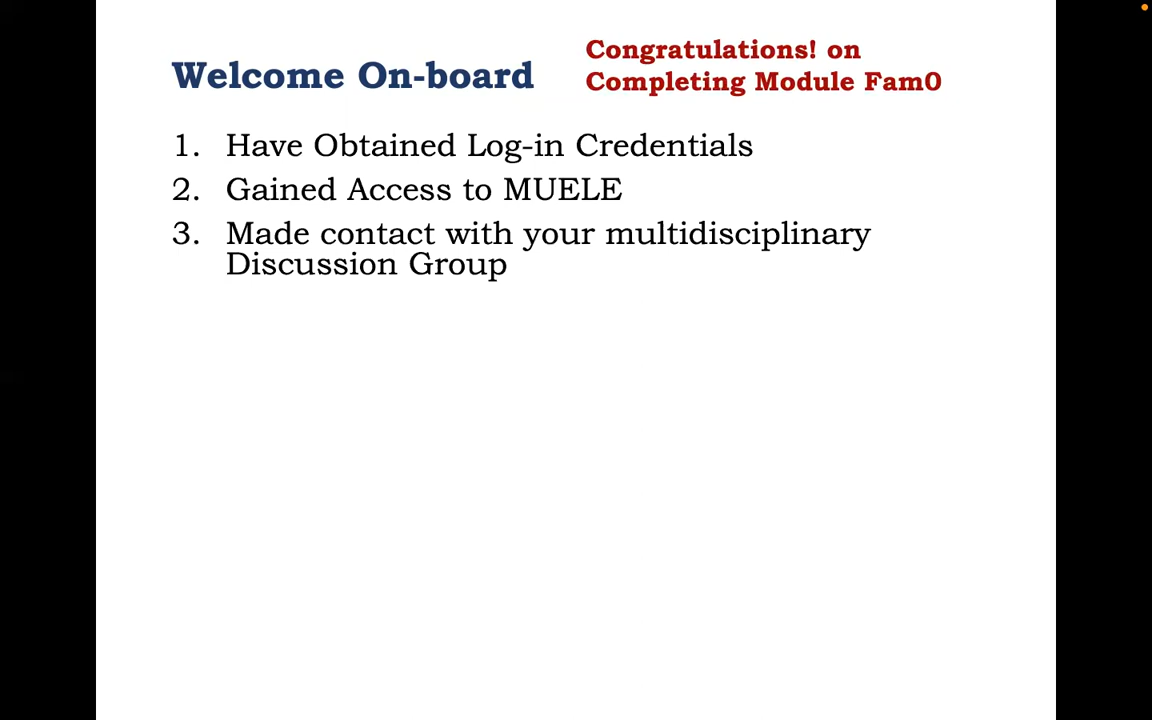 Welcome On-board
Congratulations! on
Completing Module Fam0
1. Have Obtained Log-in Credentials
2. Gained Access to MUELE
3. Made contact with your multidisciplinary
Discussion Group